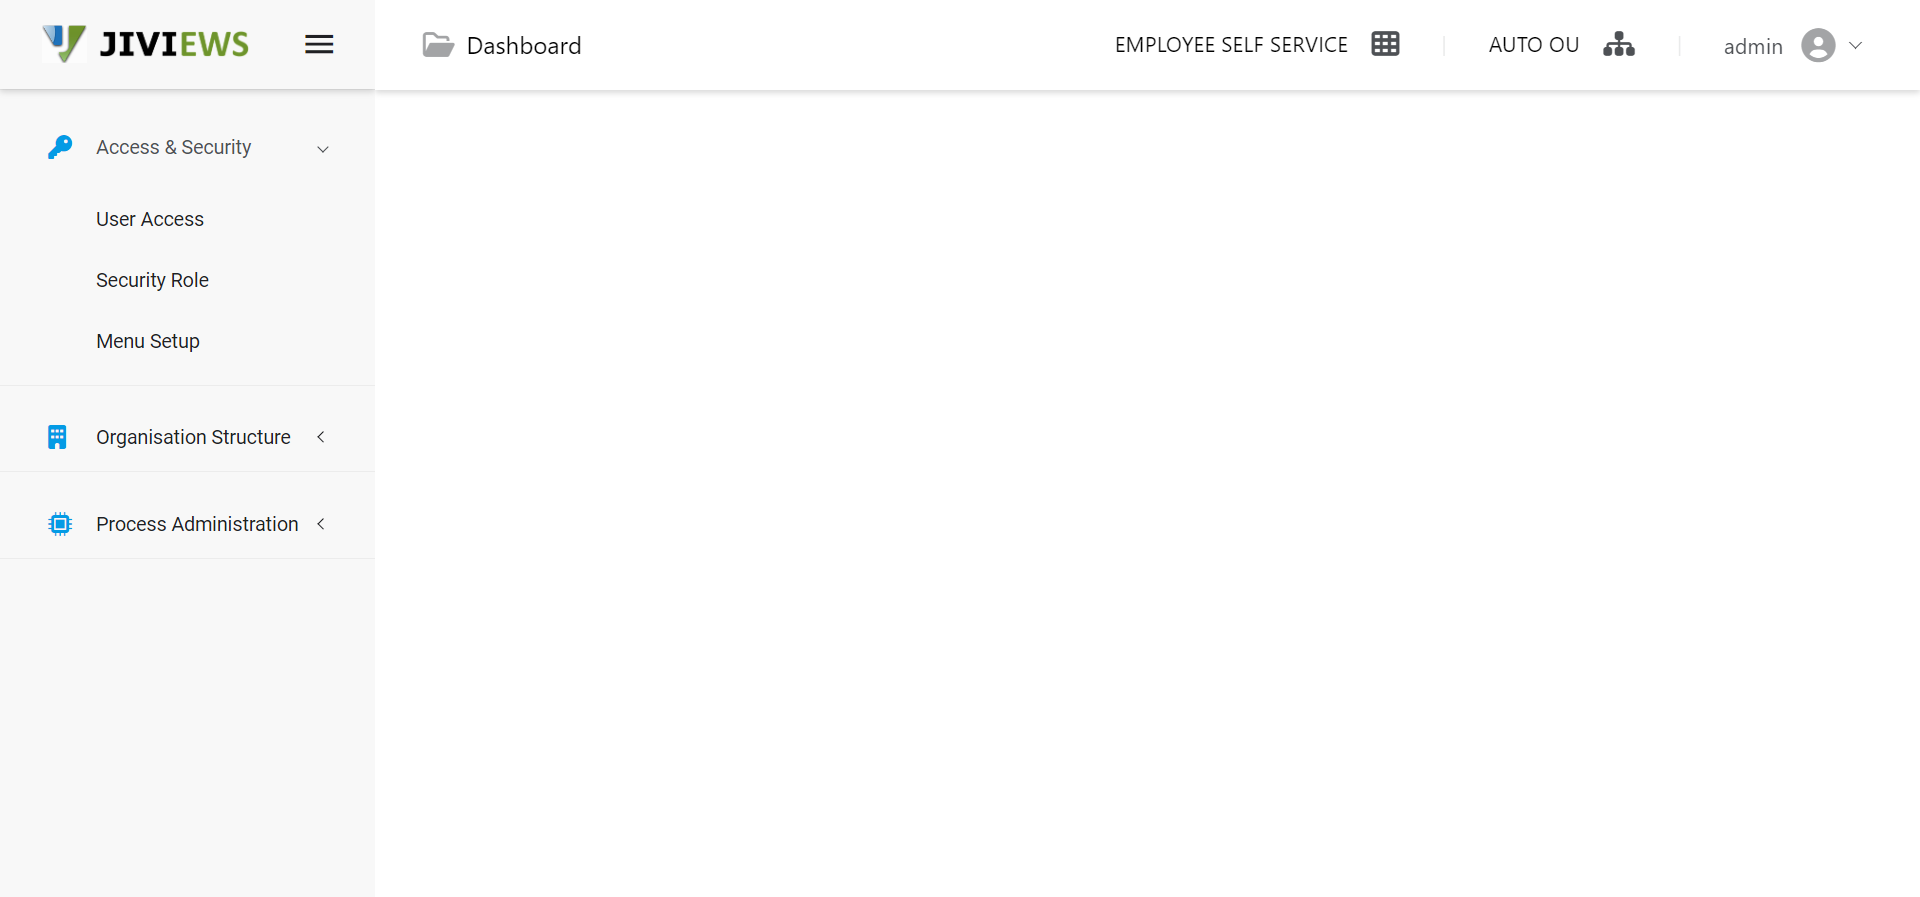 JIVIEWS
Dashboard
EMPLOYEE SELF SERVICE
AUTO OU
admin
Access & Security
User Access
Security Role
Menu Setup
Organisation Structure
Process Administration